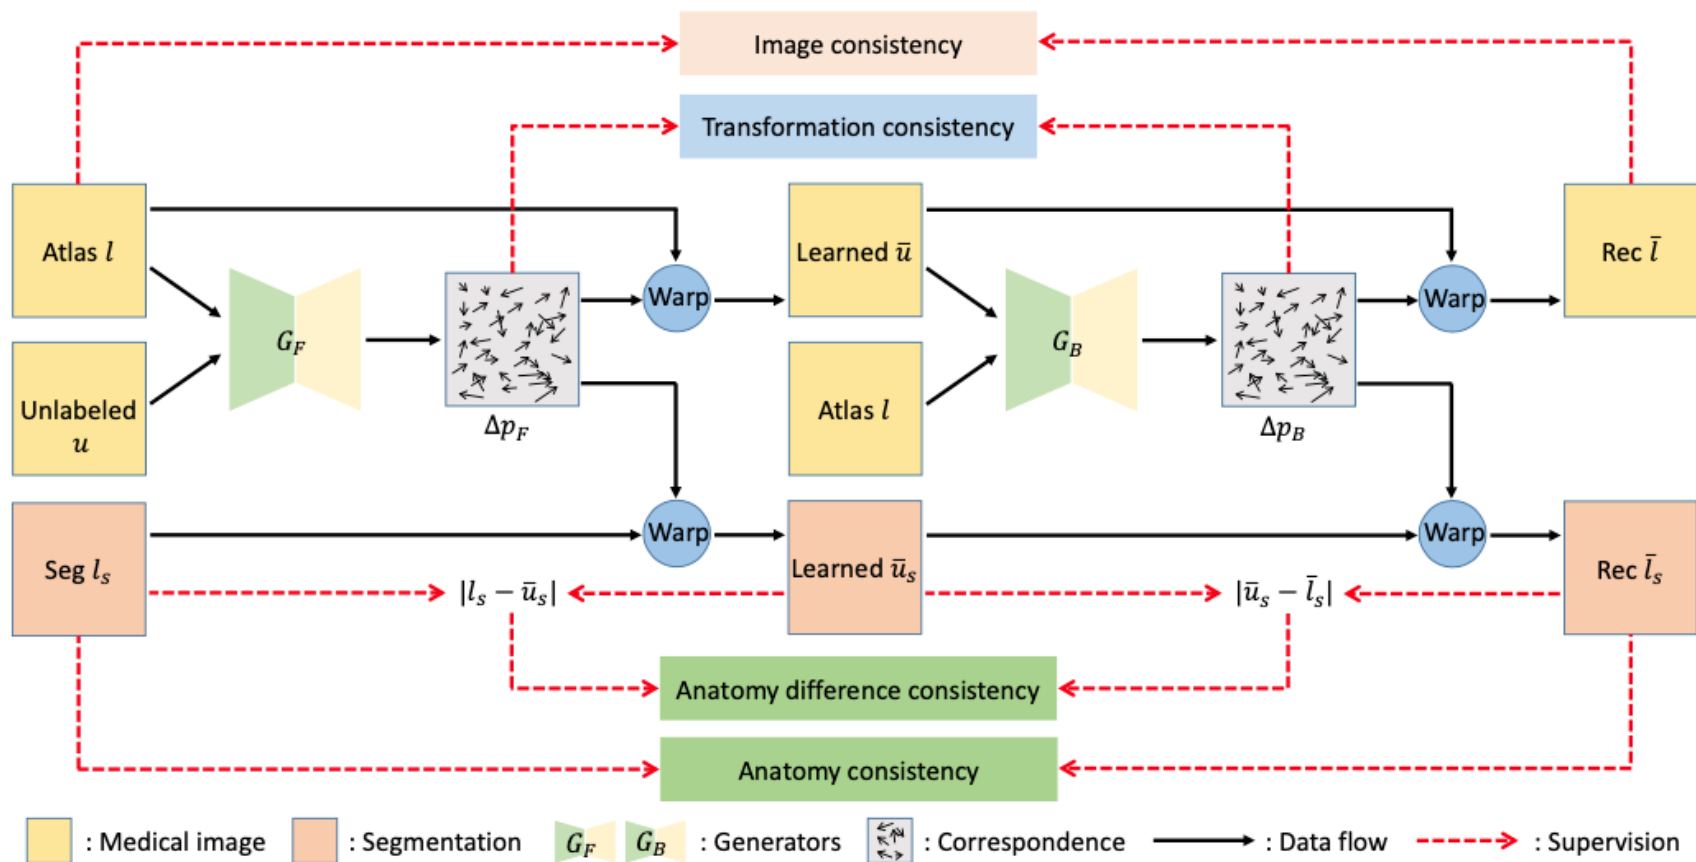 Image consistency
Transformation consistency
Atlas l
Learned ū
Rec l̄
Warp
Warp
G_F
G_B
Unlabeled
u
Atlas l
Δp_F
Δp_B
Seg l_s
Warp
Learned ū_s
Warp
Rec l̄_s
|l_s − ū_s|
|ū_s − l̄_s|
Anatomy difference consistency
Anatomy consistency
: Medical image
: Segmentation
G_F G_B : Generators
: Correspondence
: Data flow
: Supervision